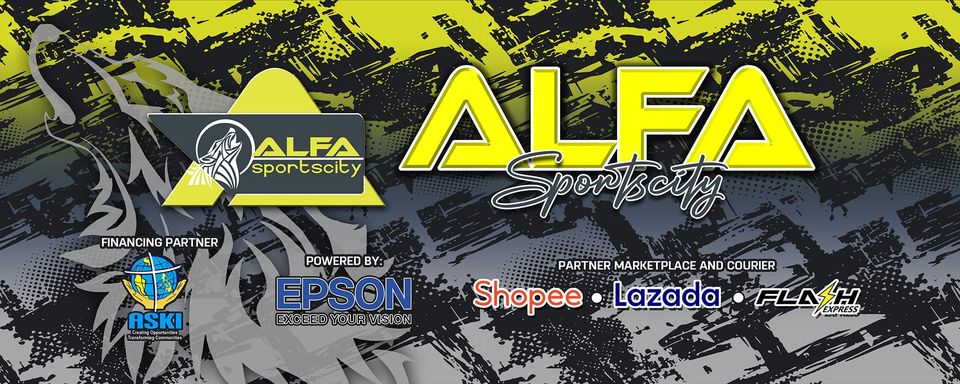 ALFA
sportscity
ALFA
Sportscity
FINANCING PARTNER
ASKI
Creating Opportunities
Transforming Communities
POWERED BY:
EPSON
EXCEED YOUR VISION
PARTNER MARKETPLACE AND COURIER
Shopee • Lazada • FLASH
EXPRESS